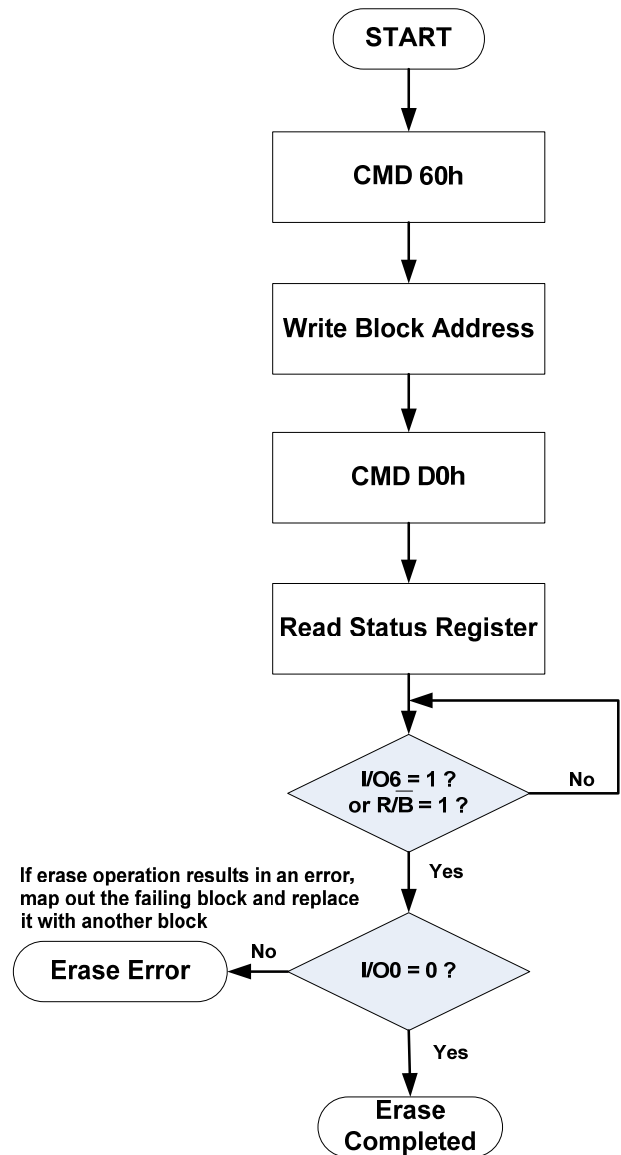 START
CMD 60h
Write Block Address
CMD D0h
Read Status Register
I/O6 = 1 ?
or R/B̅ = 1 ?
No
Yes
If erase operation results in an error,
map out the failing block and replace
it with another block
No
Erase Error
I/O0 = 0 ?
Yes
Erase
Completed